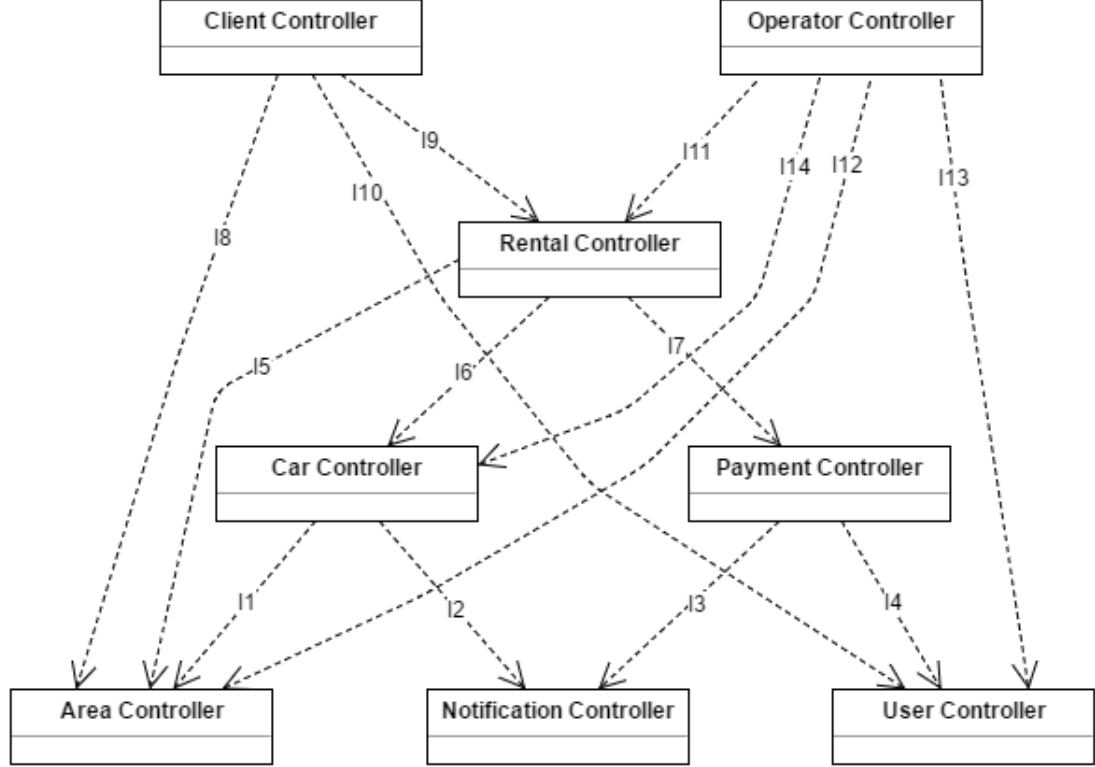 Client Controller
Operator Controller
I9
I11
I14
I12
I10
I13
I8
Rental Controller
I7
I5
I6
Car Controller
Payment Controller
I1
I2
I3
I4
Area Controller
Notification Controller
User Controller